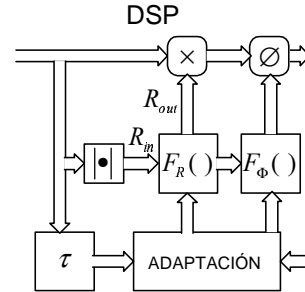 DSP
× Ø
R_out
R_in
|•| F_R( ) F_Φ( )
τ ADAPTACIÓN